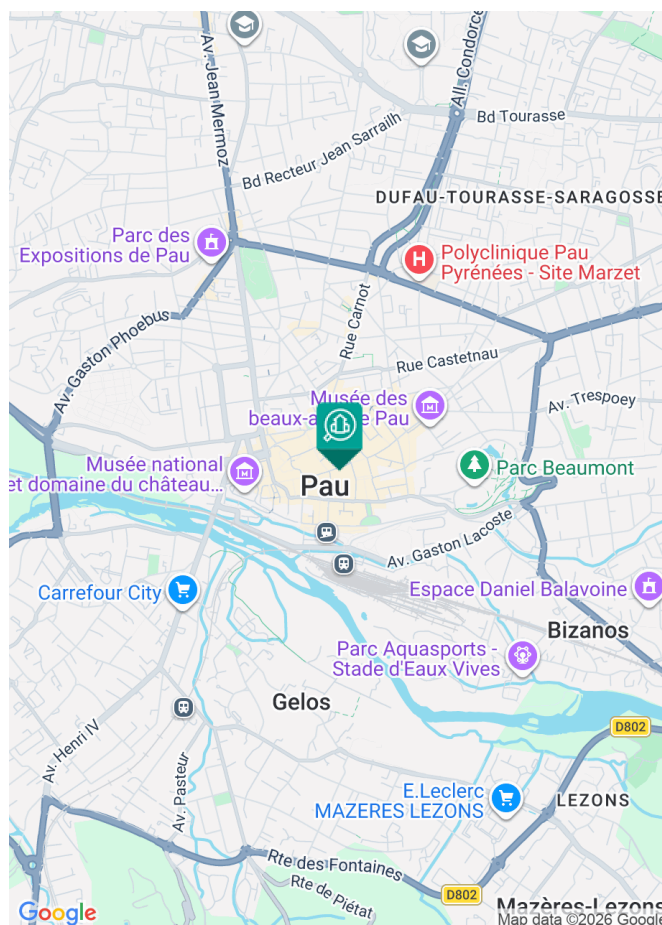 Av. Jean Mermoz
All. Condorce
Bd Tourasse
Bd Recteur Jean Sarrailh
DUFAU-TOURASSE-SARAGOSSE
Parc des
Expositions de Pau
Polyclinique Pau
Pyrénées - Site Marzet
Rue Carnot
Av. Gaston Phoebus
Rue Castetnau
Av. Trespoey
Musée des
beaux-a e Pau
Musée national
et domaine du château...
Parc Beaumont
Pau
Av. Gaston Lacoste
Carrefour City
Espace Daniel Balavoine
Bizanos
Parc Aquasports -
Stade d'Eaux Vives
Gelos
D802
Av. Henri IV
Av. Pasteur
E.Leclerc
MAZERES LEZONS
LEZONS
Rte des Fontaines
Rte de Piétat
D802
Mazères-Lezons
Google
Map data ©2026 Google